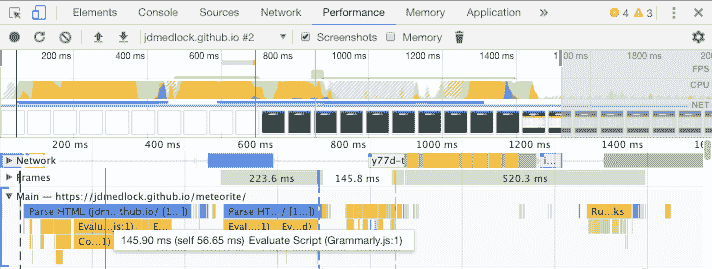 Elements Console Sources Performance Memory Application » 4 3
jdmedlock.github.io #2 Screenshots Memory
200 ms 400 ms 600 ms 800 ms 1000 ms 1200 ms 1400 ms 1800 ms 2000
FPS
CPU
NET
200 ms 400 ms 600 ms 800 ms 1000 ms 1200 ms 1400 ms
Network y77d-t i...
Frames 223.6 ms 145.8 ms 520.3 ms
Main — https://jdmedlock.github.io/meteorite/
Parse HTML (jdm...thub.io/ [1...]) Parse HT.../ [1...]) Ru...ks
Evalu...js:1) E... Eval...:1) Ev...d)
Co...1)
145.90 ms (self 56.65 ms) Evaluate Script (Grammarly.js:1)